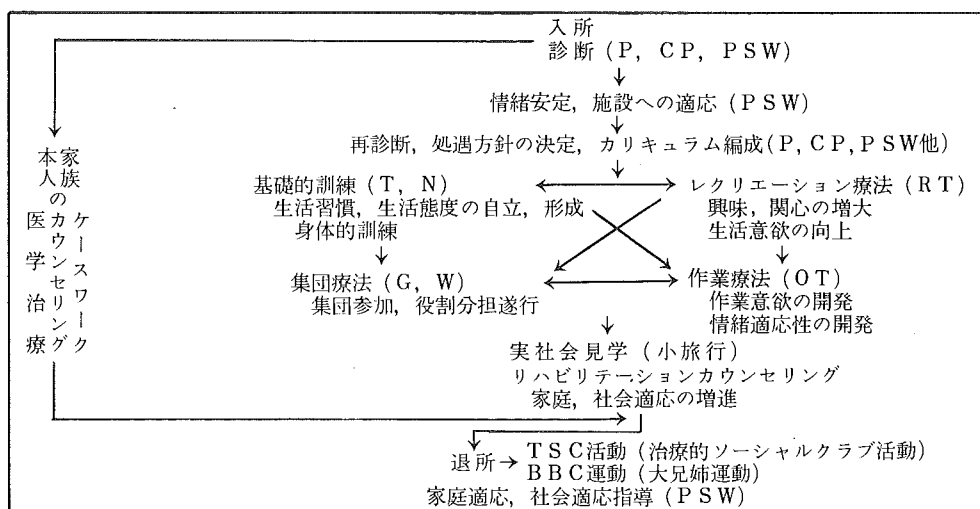 入所
診断（P，CP，PSW）
情緒安定，施設への適応（PSW）
再診断，処遇方針の決定，カリキュラム編成（P，CP，PSW他）
基礎的訓練（T，N）
生活習慣，生活態度の自立，形成
身体的訓練
レクリエーション療法（RT）
興味，関心の増大
生活意欲の向上
集団療法（G，W）
集団参加，役割分担遂行
作業療法（OT）
作業意欲の開発
情緒適応性の開発
ケースワーク
家族
本人のカウンセリング
医学治療
実社会見学（小旅行）
リハビリテーションカウンセリング
家庭，社会適応の増進
退所→TSC活動（治療的ソーシャルクラブ活動）
BBC運動（大兄姉運動）
家庭適応，社会適応指導（PSW）